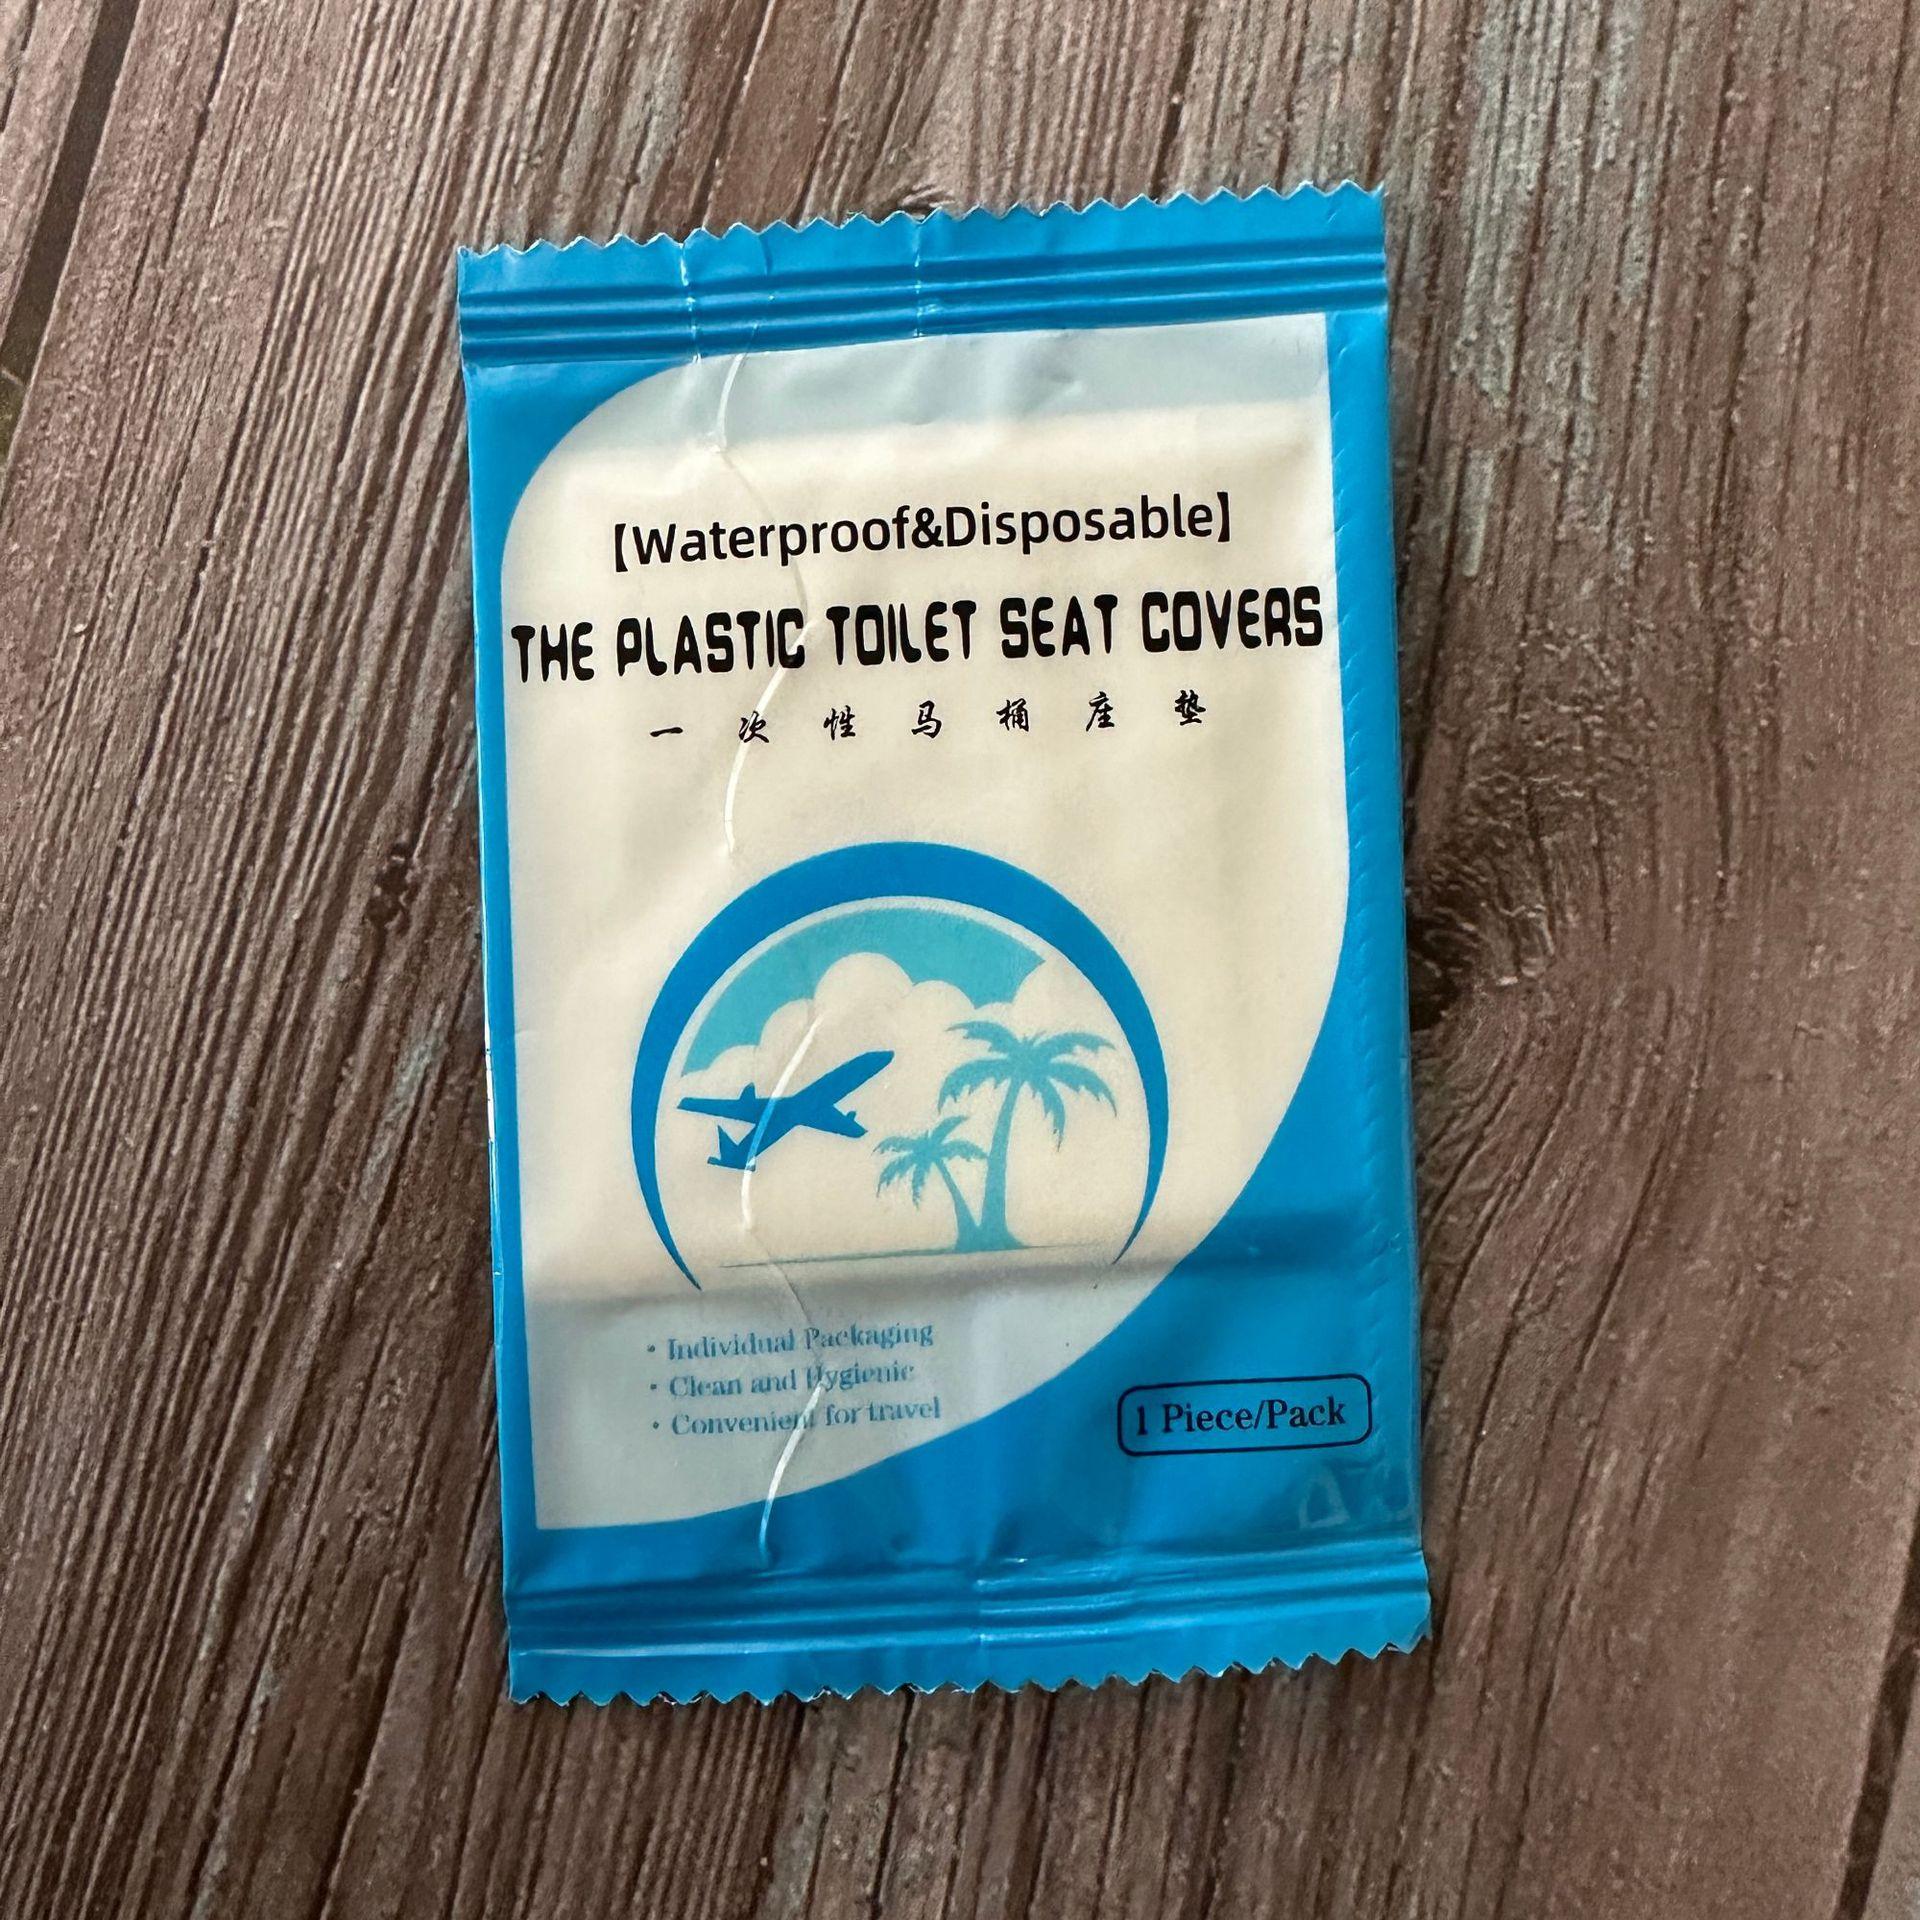 【Waterproof&Disposable】
THE PLASTIC TOILET SEAT COVERS
一次性马桶座垫
• Individual Packaging
• Clean and Hygienic
• Convenient for travel
1 Piece/Pack